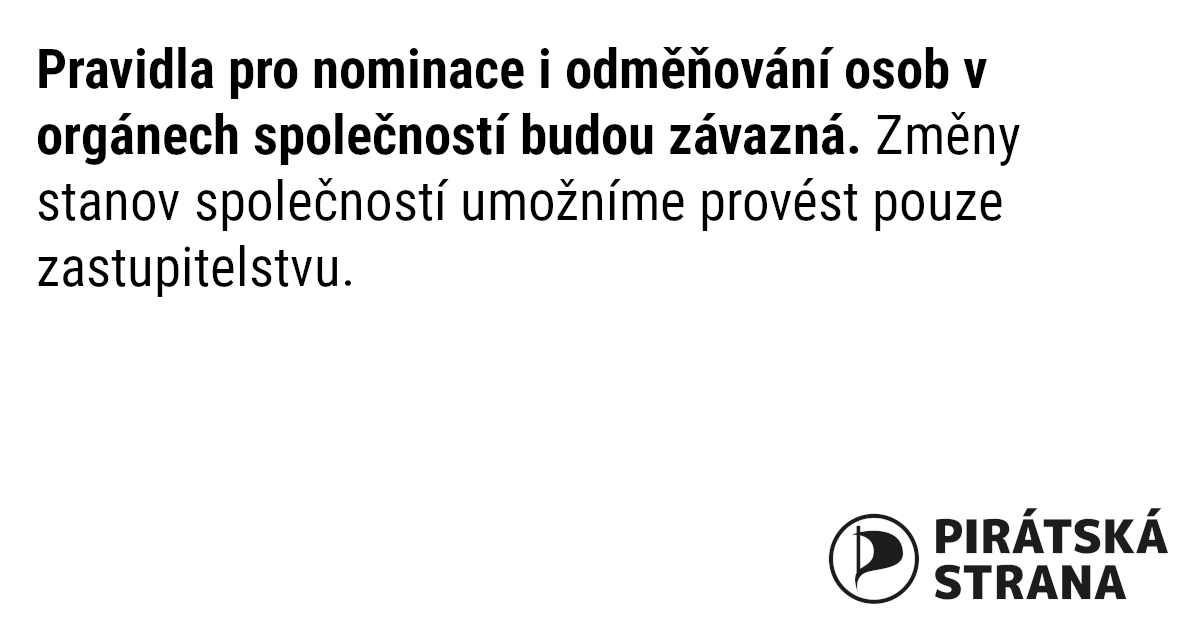 Pravidla pro nominace i odměňování osob v
orgánech společností budou závazná. Změny
stanov společností umožníme provést pouze
zastupitelstvu.
PIRÁTSKÁ
STRANA